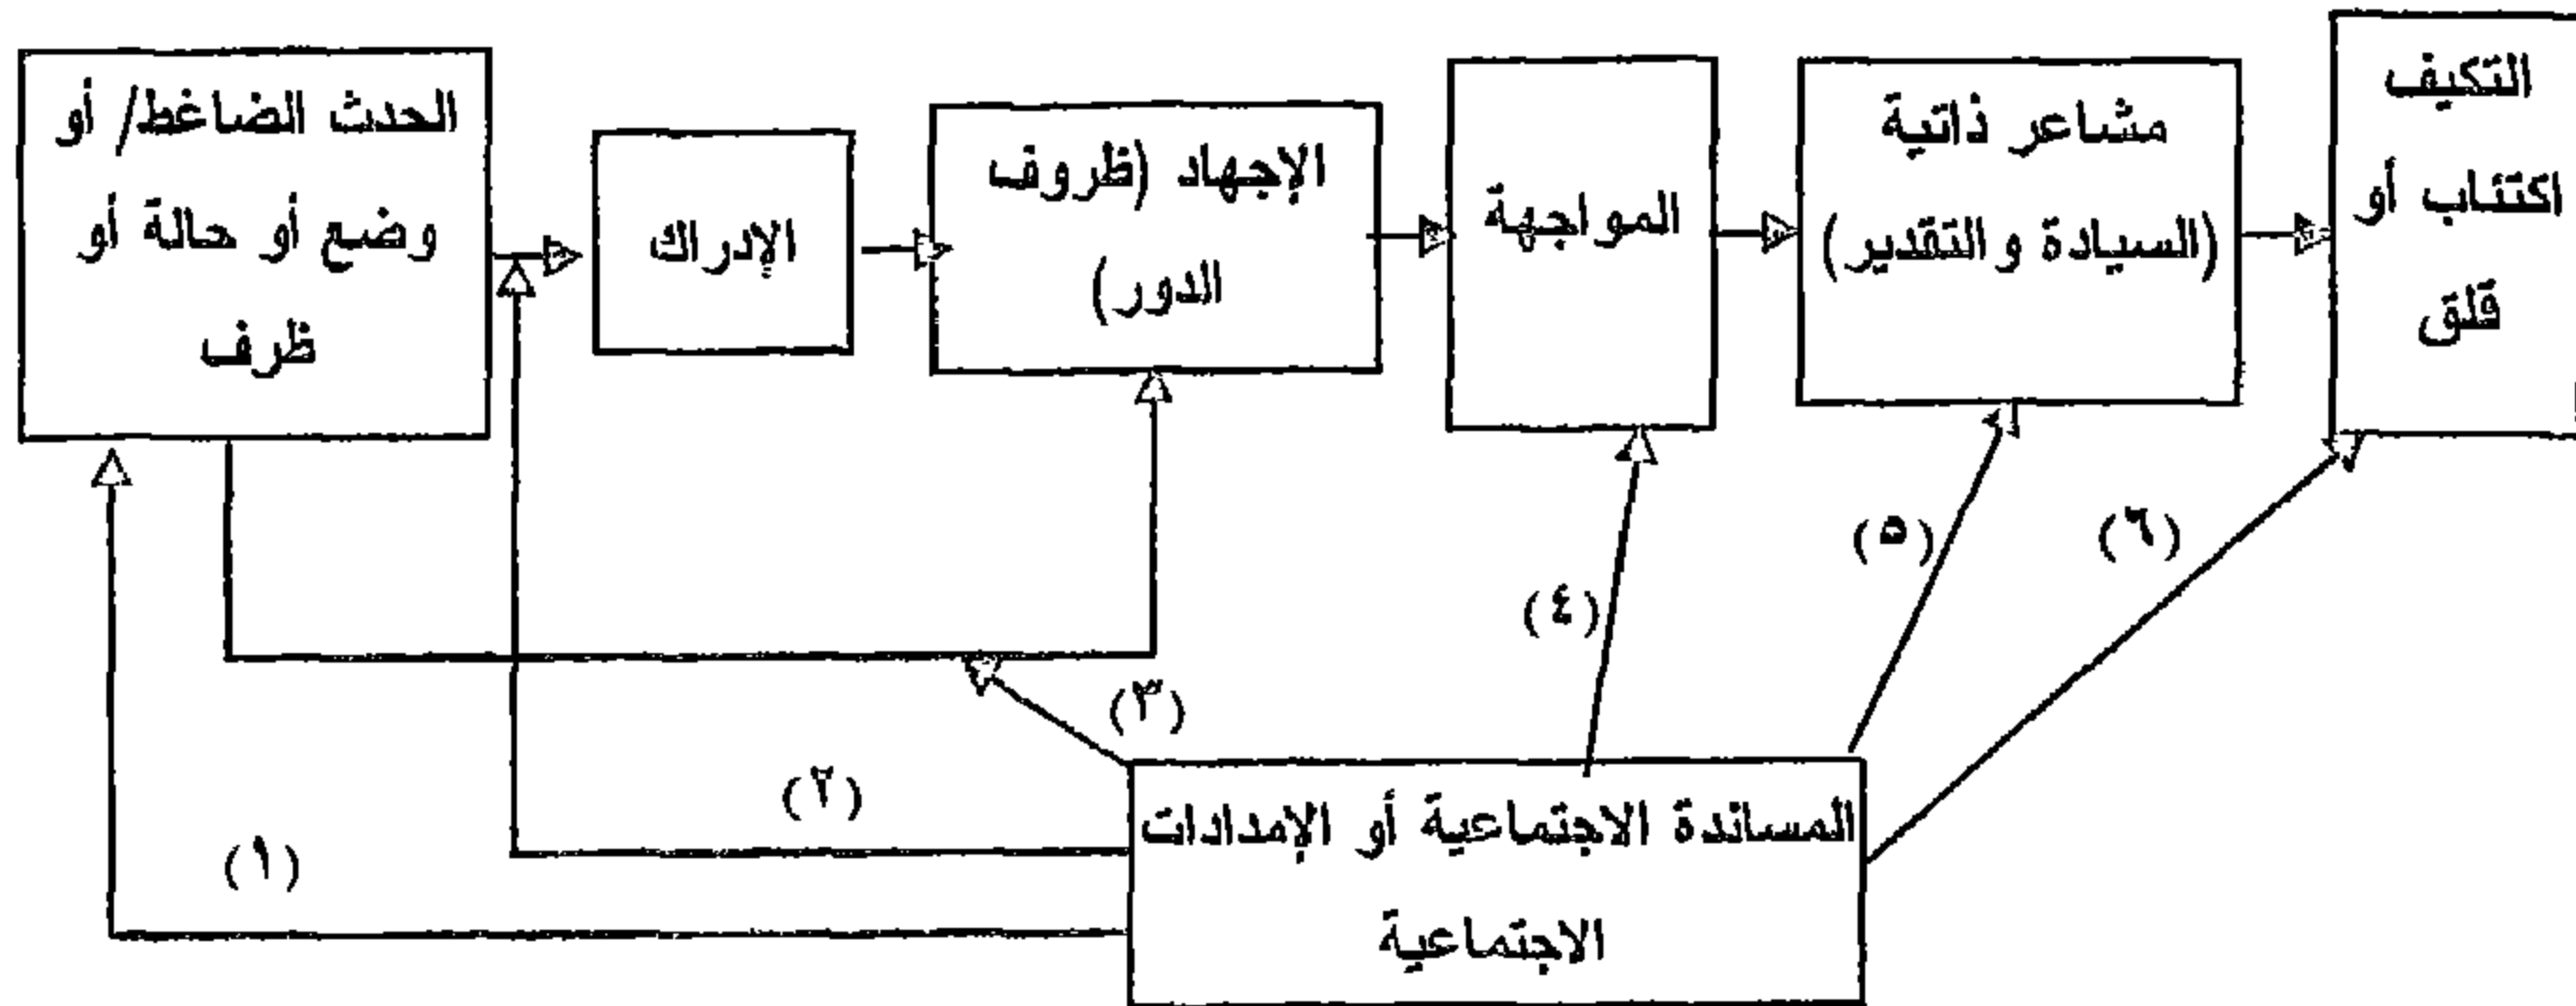 الحدث الضاغط/ أو
وضع أو حالة أو
ظرف
الإدراك
الإجهاد (ظروف
الدور)
المواجهة
مشاعر ذاتية
(السيادة والتقدير)
التكيف
اكتئاب أو
قلق
(١)
(٢)
(٣)
(٤)
(٥)
(٦)
المساندة الاجتماعية أو الإمدادات
الاجتماعية